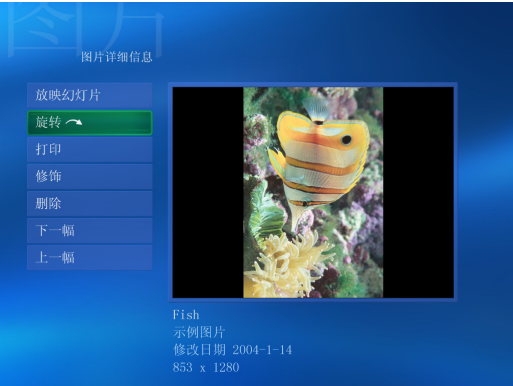 图片
图片详细信息
放映幻灯片
旋转
打印
修饰
删除
下一幅
上一幅
Fish
示例图片
修改日期 2004-1-14
853 x 1280